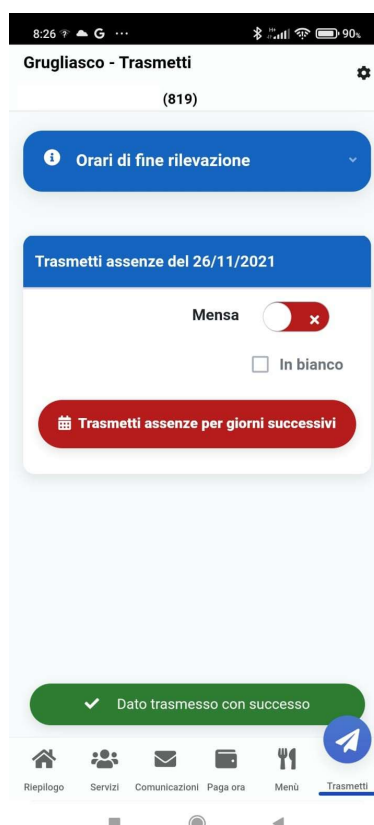 8:26 G ... 90%
Grugliasco - Trasmetti
(819)
Orari di fine rilevazione
Trasmetti assenze del 26/11/2021
Mensa
In bianco
Trasmetti assenze per giorni successivi
Dato trasmesso con successo
Riepilogo Servizi Comunicazioni Paga ora Menù Trasmetti